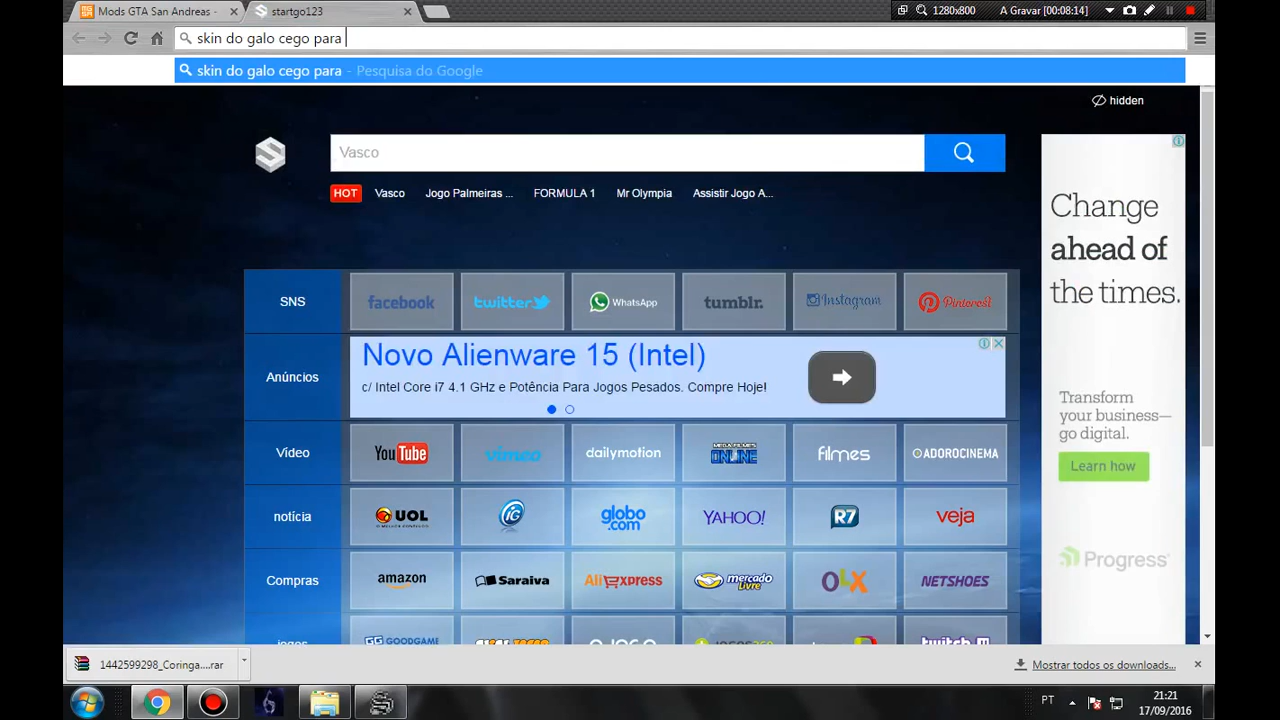 Mods GTA San Andreas -
startgo123
1280x800
A Gravar [00:08:14]
skin do galo cego para
skin do galo cego para - Pesquisa do Google
hidden
Vasco
HOT Vasco Jogo Palmeiras ... FORMULA 1 Mr Olympia Assistir Jogo A...
Change
ahead of
the times.
SNS
facebook twitter WhatsApp tumblr. Instagram Pinterest
Anúncios
Novo Alienware 15 (Intel)
c/ Intel Core i7 4.1 GHz e Potência Para Jogos Pesados. Compre Hoje!
Transform
your business—
go digital.
Learn how
Progress
Vídeo
YouTube vimeo dailymotion MEGA FILMES ONLINE filmes ADOROCINEMA
notícia
UOL iG globo.com YAHOO! R7 veja
Compras
amazon Saraiva AliExpress mercado livre OLX NETSHOES
jogos
GOODGAME
twitch
1442599298_Coringa....rar
Mostrar todos os downloads...
PT
21:21
17/09/2016